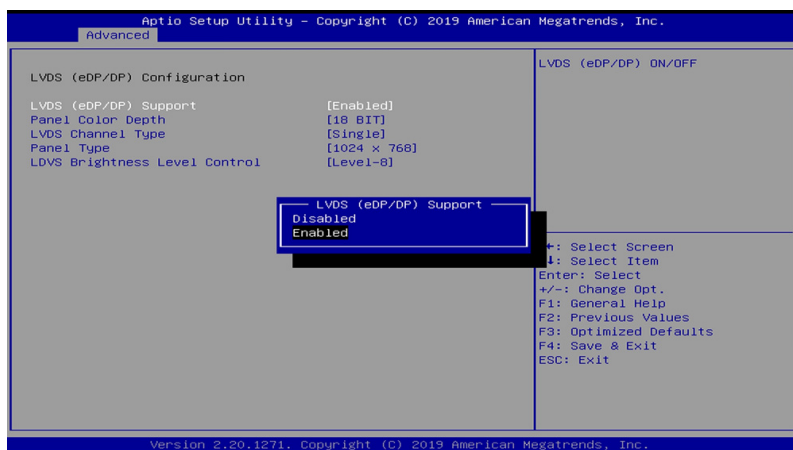 Aptio Setup Utility – Copyright (C) 2019 American Megatrends, Inc.
Advanced
LVDS (eDP/DP) Configuration
LVDS (eDP/DP) Support [Enabled]
Panel Color Depth [18 BIT]
LVDS Channel Type [Single]
Panel Type [1024 x 768]
LDVS Brightness Level Control [Level-8]
LVDS (eDP/DP) Support
Disabled
Enabled
LVDS (eDP/DP) ON/OFF
←: Select Screen
↓: Select Item
Enter: Select
+/-: Change Opt.
F1: General Help
F2: Previous Values
F3: Optimized Defaults
F4: Save & Exit
ESC: Exit
Version 2.20.1271. Copyright (C) 2019 American Megatrends, Inc.